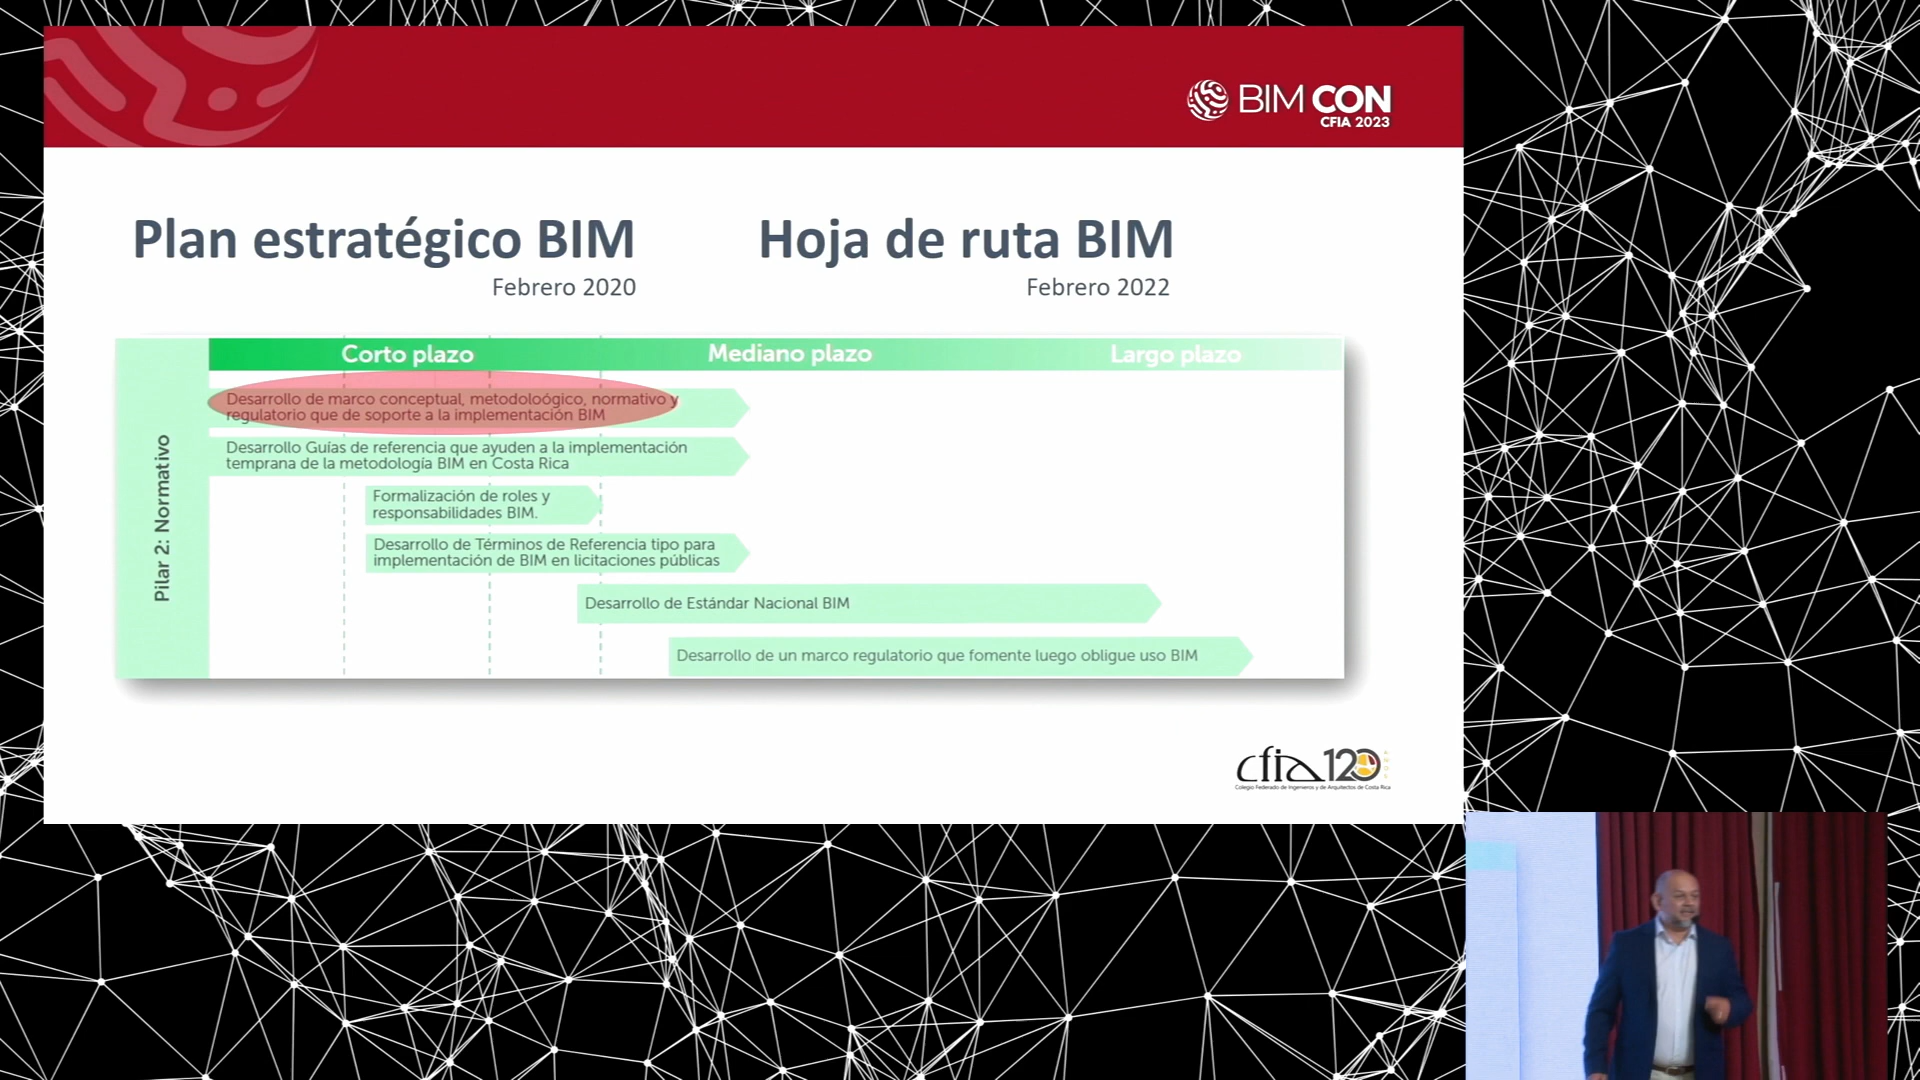 BIM CON
CFIA 2023
Plan estratégico BIM
Febrero 2020
Hoja de ruta BIM
Febrero 2022
Corto plazo
Mediano plazo
Largo plazo
Pilar 2: Normativo
Desarrollo de marco conceptual, metodoloógico, normativo y
regulatorio que de soporte a la implementación BIM
Desarrollo Guías de referencia que ayuden a la implementación
temprana de la metodología BIM en Costa Rica
Formalización de roles y
responsabilidades BIM.
Desarrollo de Términos de Referencia tipo para
implementación de BIM en licitaciones públicas
Desarrollo de Estándar Nacional BIM
Desarrollo de un marco regulatorio que fomente luego obligue uso BIM
cfia 120
AÑOS
Colegio Federado de Ingenieros y de Arquitectos de Costa Rica